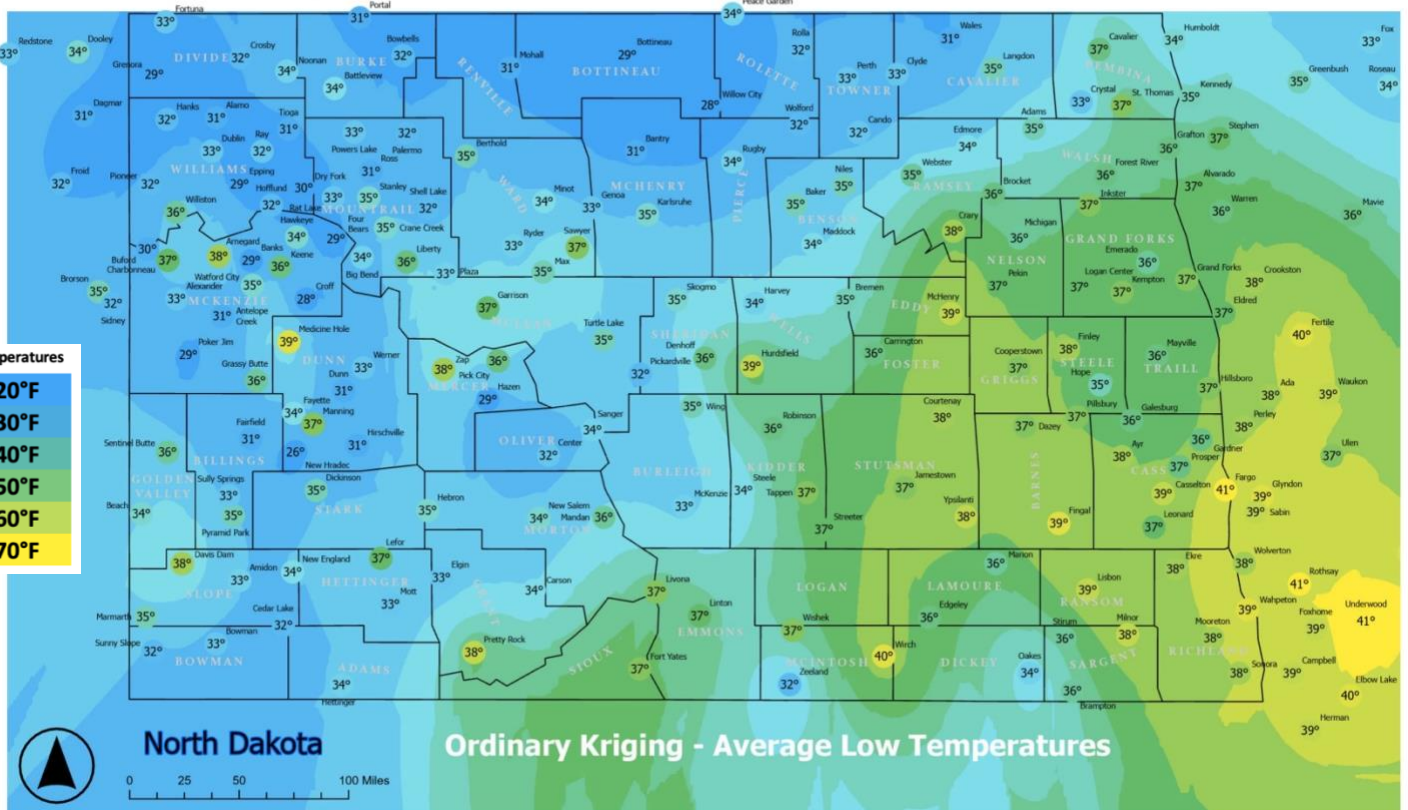 Fortuna
33°
Portal
31°
Peace Garden
34°
Redstone
33°
Dooley
34°
Grenora
29°
DIVIDE
Crosby
32°
Noonan
34°
BURKE
Bowbells
32°
Battleview
34°
RENVILLE
Mohall
31°
Bottineau
29°
BOTTINEAU
Willow City
28°
ROLETTE
Rolla
32°
Perth
33°
TOWNER
Clyde
33°
Wales
31°
Langdon
35°
CAVALIER
Cavalier
37°
PEMBINA
Humboldt
34°
Crystal
33°
St. Thomas
37°
Kennedy
35°
Greenbush
35°
Fox
33°
Roseau
34°
Dagmar
31°
Hanks
32°
Alamo
31°
Tioga
31°
Dublin
33°
Ray
32°
WILLIAMS
Epping
29°
Froid
32°
Pioneer
32°
Hofflund
32°
Williston
36°
Powers Lake
33°
Palermo
32°
Ross
31°
Dry Fork
33°
30°
Stanley
35°
Shell Lake
32°
MOUNTRAIL
Rat Lake
Hawkeye
34°
Four
Bears
29°
Crane Creek
35°
Berthold
35°
WARD
Minot
34°
Bantry
31°
MCHENRY
Genoa
33°
Karlsruhe
35°
Rugby
34°
PIERCE
Wolford
32°
Cando
32°
Baker
35°
Niles
35°
BENSON
Maddock
34°
Webster
35°
RAMSEY
Edmore
34°
Adams
35°
WALSH
Grafton
36°
Stephen
37°
Forest River
36°
Brocket
36°
Inkster
37°
Alvarado
37°
Warren
36°
Mavie
36°
Crary
38°
Michigan
36°
GRAND FORKS
NELSON
Emerado
36°
Pekin
37°
Logan Center
37°
Kempton
37°
Grand Forks
37°
Crookston
38°
Eldred
37°
Buford
30°
Charbonneau
37°
Arnegard
38°
Banks
29°
Keene
36°
Watford City
35°
Alexander
33°
MCKENZIE
Antelope
Creek
31°
Croff
28°
Big Bend
34°
Liberty
36°
Plaza
33°
Ryder
33°
Sawyer
37°
Max
35°
Brorson
35°
Sidney
32°
Poker Jim
29°
Grassy Butte
36°
Medicine Hole
39°
DUNN
Werner
33°
Dunn
31°
Garrison
37°
MCLEAN
Turtle Lake
35°
Zap
38°
Pick City
36°
MERCER
Hazen
29°
Skogmo
35°
SHERIDAN
Denhoff
36°
Pickardville
32°
Harvey
34°
WELLS
Hurdsfield
39°
Bremen
35°
EDDY
McHenry
39°
Carrington
36°
FOSTER
Cooperstown
37°
GRIGGS
Finley
38°
STEELE
Hope
35°
Mayville
36°
TRAILL
Hillsboro
37°
Fertile
40°
Ada
38°
Waukon
39°
Fayette
34°
Manning
37°
Fairfield
31°
BILLINGS
26°
New Hradec
Hirschville
31°
Sentinel Butte
36°
GOLDEN
VALLEY
Sully Springs
33°
Beach
34°
Pyramid Park
35°
Dickinson
35°
STARK
Hebron
35°
OLIVER
Center
32°
Sanger
34°
New Salem
34°
Mandan
36°
MORTON
Wing
35°
BURLEIGH
McKenzie
33°
Robinson
36°
KIDDER
Steele
34°
Tappen
37°
Courtenay
38°
STUTSMAN
Jamestown
37°
Streeter
37°
Ypsilanti
38°
BARNES
Dazey
37°
Pillsbury
37°
Galesburg
36°
Fingal
39°
Ayr
38°
CASS
Gardner
36°
Prosper
37°
Casselton
39°
Leonard
37°
Perley
38°
Fargo
41°
Glyndon
39°
Sabin
39°
Ulen
37°
Davis Dam
38°
SLOPE
Amidon
33°
New England
34°
Lefor
37°
HETTINGER
Mott
33°
Elgin
33°
GRANT
Carson
34°
Marmarth
35°
Cedar Lake
32°
Sunny Slope
32°
Bowman
33°
BOWMAN
ADAMS
34°
Hettinger
Pretty Rock
38°
SIOUX
Livona
37°
Linton
37°
EMMONS
Fort Yates
37°
LOGAN
Wishek
37°
MCINTOSH
Wirch
40°
Zeeland
32°
LAMOURE
Marion
36°
Edgeley
36°
DICKEY
Oakes
34°
RANSOM
Lisbon
39°
Stirum
36°
Milnor
38°
SARGENT
36°
Brampton
Ekre
38°
RICHLAND
Mooreton
38°
Wolverton
38°
Wahpeton
39°
Rothsay
41°
Foxhome
39°
Underwood
41°
Sonora
38°
Campbell
39°
Elbow Lake
40°
Herman
39°
peratures
20°F
30°F
40°F
50°F
60°F
70°F
North Dakota
Ordinary Kriging - Average Low Temperatures
0 25 50 100 Miles